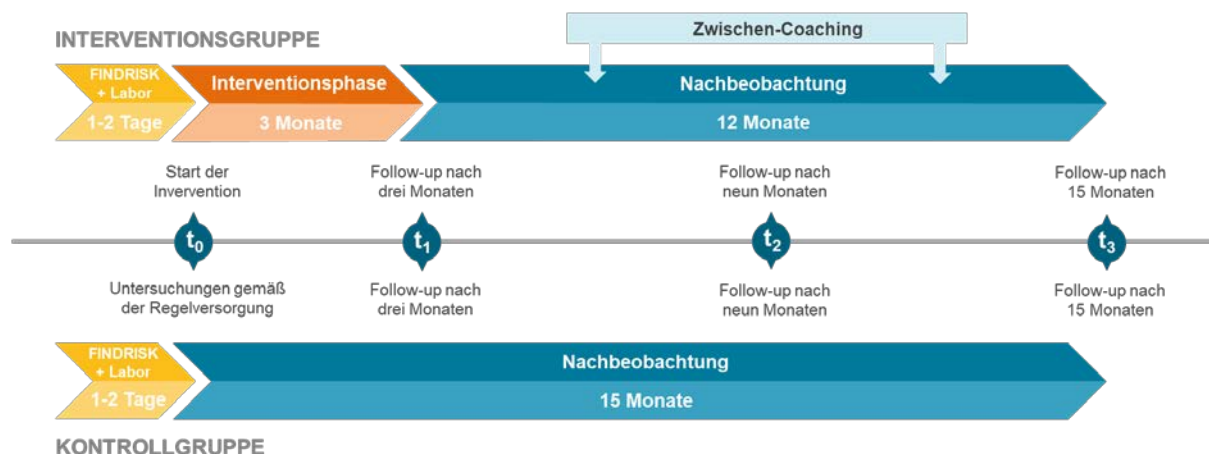 INTERVENTIONSGRUPPE
Zwischen-Coaching
FINDRISK
+ Labor
1-2 Tage
Interventionsphase
3 Monate
Nachbeobachtung
12 Monate
Start der
Invervention
Follow-up nach
drei Monaten
Follow-up nach
neun Monaten
Follow-up nach
15 Monaten
t0
t1
t2
t3
Untersuchungen gemäß
der Regelversorgung
Follow-up nach
drei Monaten
Follow-up nach
neun Monaten
Follow-up nach
15 Monaten
FINDRISK
+ Labor
1-2 Tage
Nachbeobachtung
15 Monate
KONTROLLGRUPPE